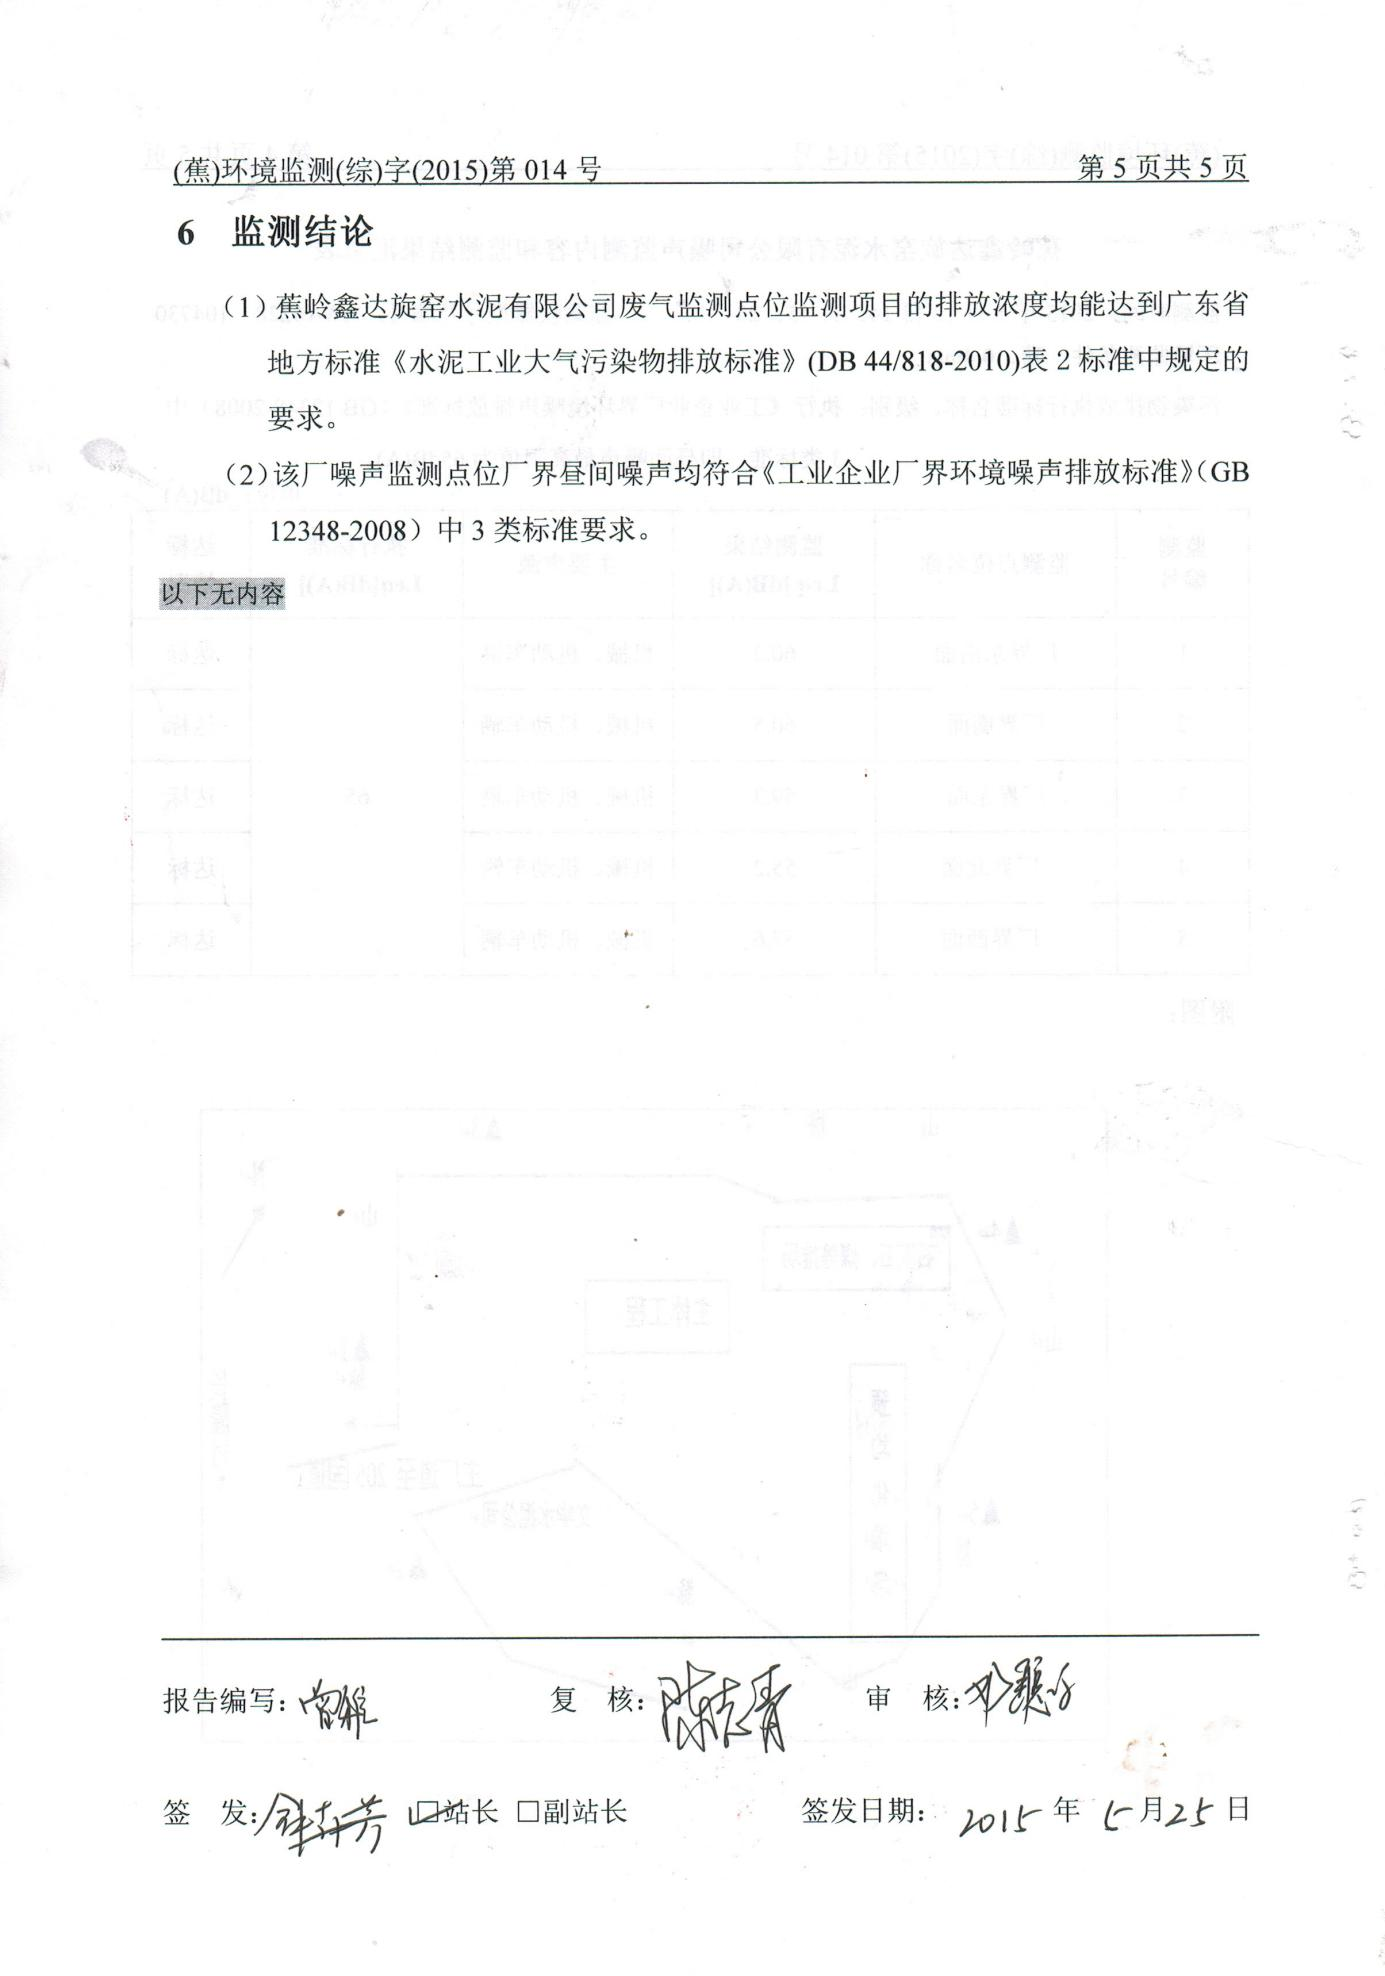 (蕉)环境监测(综)字(2015)第 014 号 第 5 页共 5 页
6 监测结论
（1）蕉岭鑫达旋窑水泥有限公司废气监测点位监测项目的排放浓度均能达到广东省
地方标准《水泥工业大气污染物排放标准》(DB 44/818-2010)表 2 标准中规定的
要求。
（2）该厂噪声监测点位厂界昼间噪声均符合《工业企业厂界环境噪声排放标准》（GB
12348-2008）中 3 类标准要求。
以下无内容
报告编写： 复 核：陈志青 审 核：
签 发： 口站长 口副站长 签发日期： 2015 年 5 月 25 日